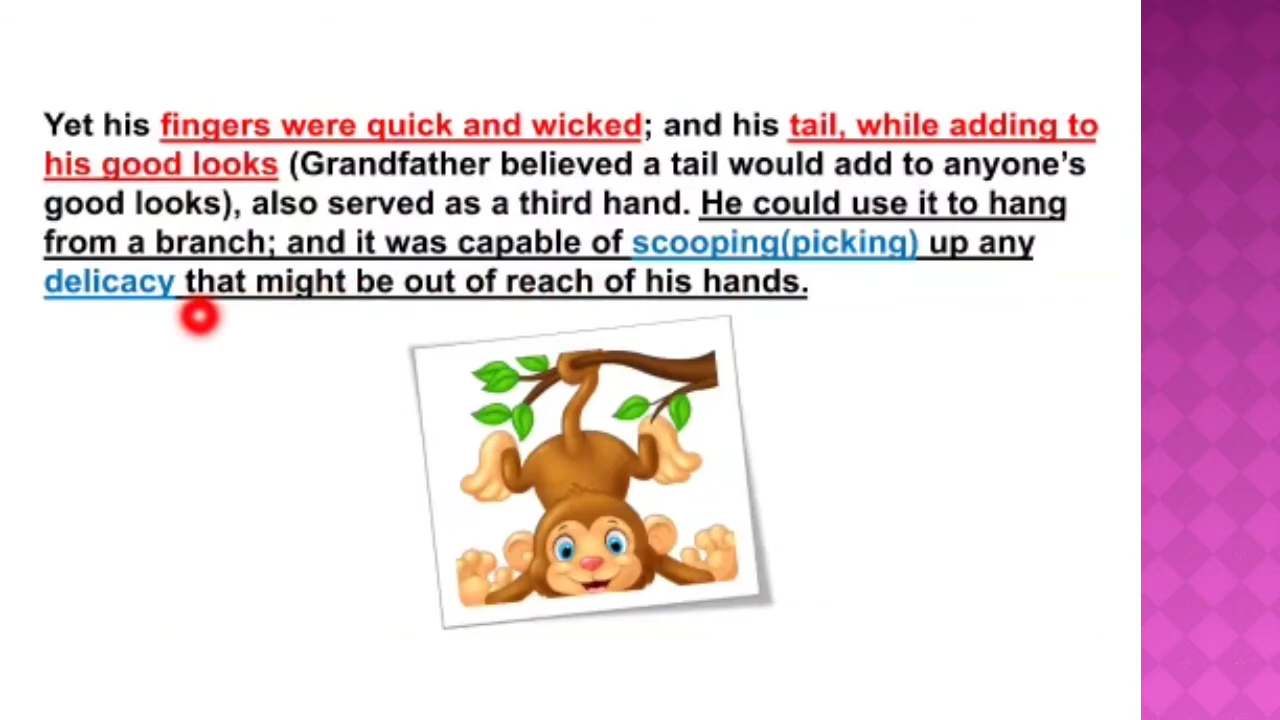 Yet his fingers were quick and wicked; and his tail, while adding to
his good looks (Grandfather believed a tail would add to anyone’s
good looks), also served as a third hand. He could use it to hang
from a branch; and it was capable of scooping(picking) up any
delicacy that might be out of reach of his hands.